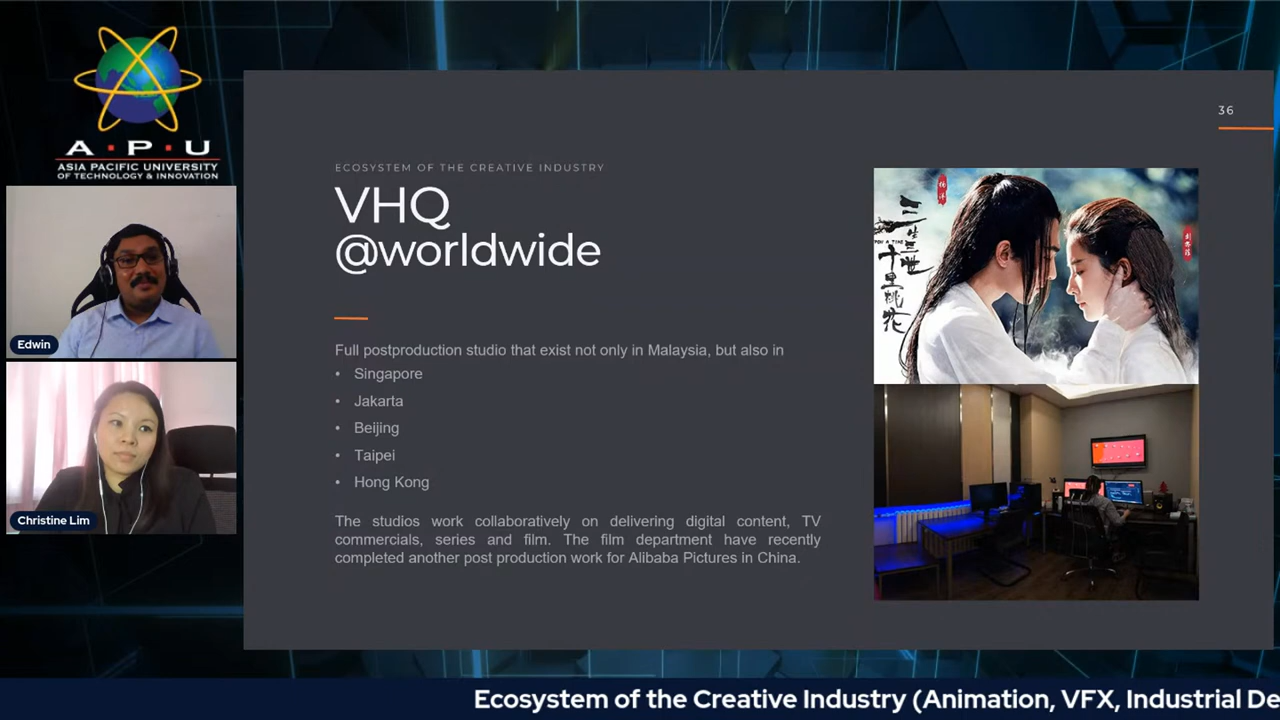 A·P·U
ASIA PACIFIC UNIVERSITY
OF TECHNOLOGY & INNOVATION
Edwin
Christine Lim
36
ECOSYSTEM OF THE CREATIVE INDUSTRY
VHQ
@worldwide
Full postproduction studio that exist not only in Malaysia, but also in
• Singapore
• Jakarta
• Beijing
• Taipei
• Hong Kong
The studios work collaboratively on delivering digital content, TV
commercials, series and film. The film department have recently
completed another post production work for Alibaba Pictures in China.
三生三世
十里桃花
Ecosystem of the Creative Industry (Animation, VFX, Industrial De